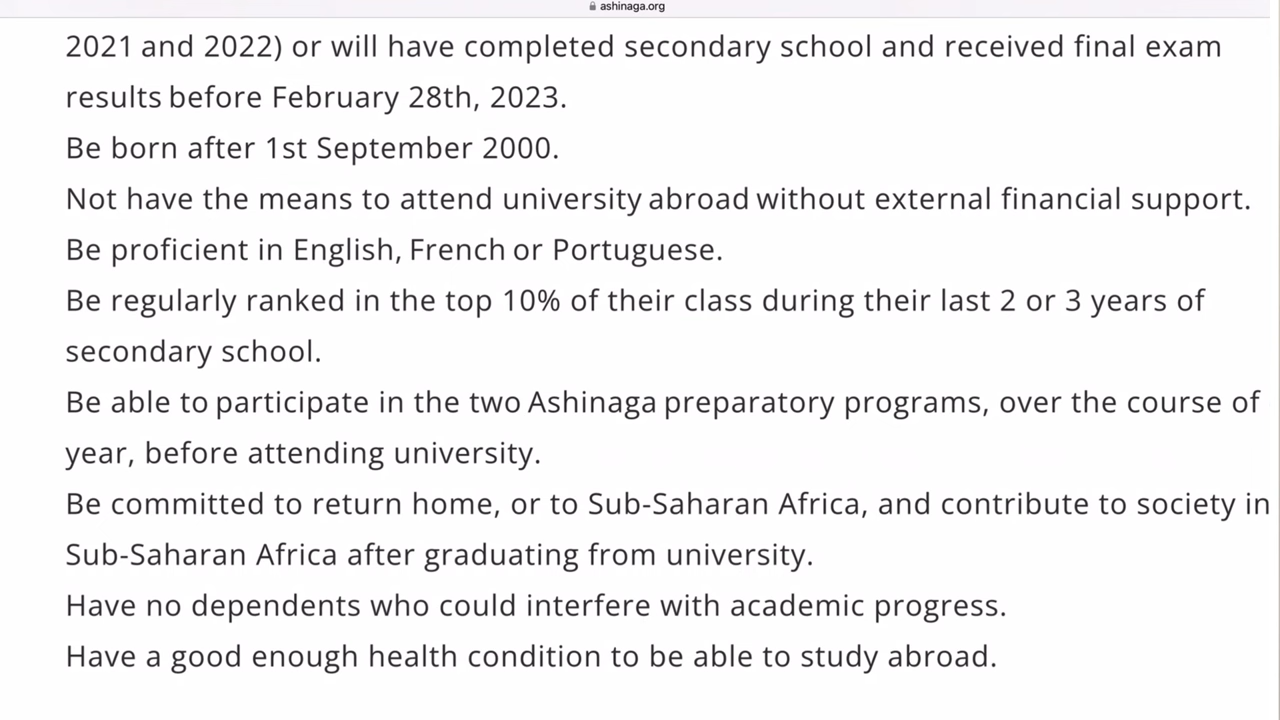 ashinaga.org
2021 and 2022) or will have completed secondary school and received final exam
results before February 28th, 2023.
Be born after 1st September 2000.
Not have the means to attend university abroad without external financial support.
Be proficient in English, French or Portuguese.
Be regularly ranked in the top 10% of their class during their last 2 or 3 years of
secondary school.
Be able to participate in the two Ashinaga preparatory programs, over the course of
year, before attending university.
Be committed to return home, or to Sub-Saharan Africa, and contribute to society in
Sub-Saharan Africa after graduating from university.
Have no dependents who could interfere with academic progress.
Have a good enough health condition to be able to study abroad.